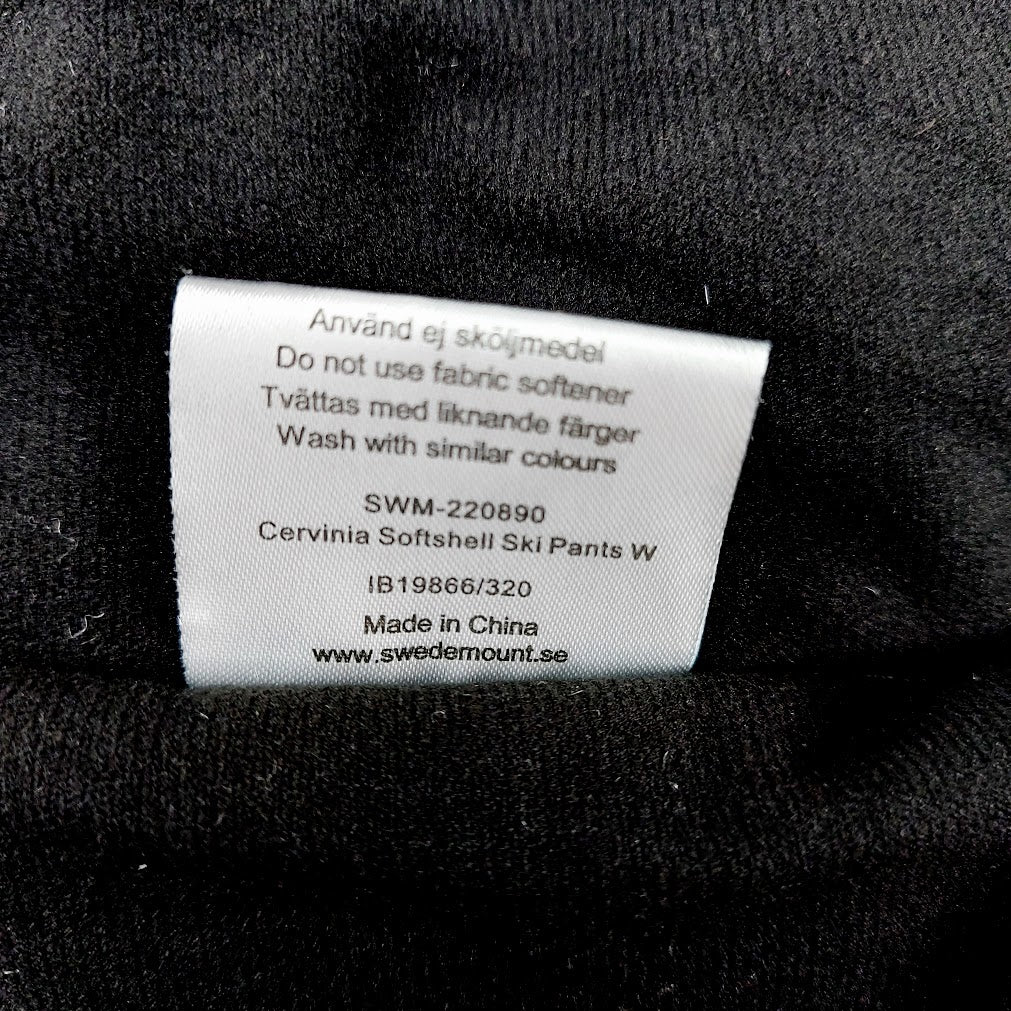 Använd ej sköljmedel
Do not use fabric softener
Tvättas med liknande färger
Wash with similar colours
SWM-220890
Cervinia Softshell Ski Pants W
IB19866/320
Made in China
www.swedemount.se